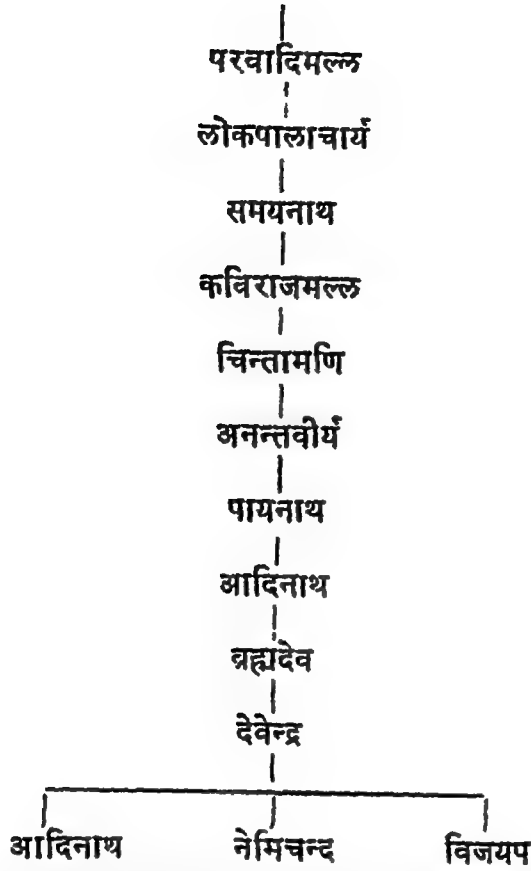 परवादिमल्ल
लोकपालाचार्य
समयनाथ
कविराजमल्ल
चिन्तामणि
अनन्तवीर्य
पायनाथ
आदिनाथ
ब्रह्मदेव
देवेन्द्र
आदिनाथ नेमिचन्द विजयप